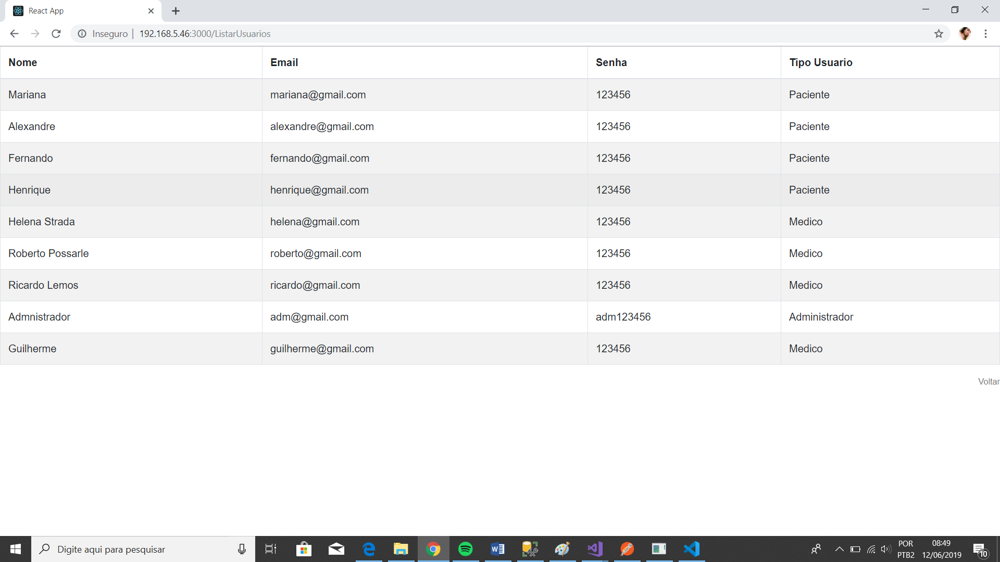 React App
Inseguro | 192.168.5.46:3000/ListarUsuarios
Nome Email Senha Tipo Usuario
Mariana mariana@gmail.com 123456 Paciente
Alexandre alexandre@gmail.com 123456 Paciente
Fernando fernando@gmail.com 123456 Paciente
Henrique henrique@gmail.com 123456 Paciente
Helena Strada helena@gmail.com 123456 Medico
Roberto Possarle roberto@gmail.com 123456 Medico
Ricardo Lemos ricardo@gmail.com 123456 Medico
Admnistrador adm@gmail.com adm123456 Administrador
Guilherme guilherme@gmail.com 123456 Medico
Voltar
Digite aqui para pesquisar
POR 08:49
PTB2 12/06/2019
10